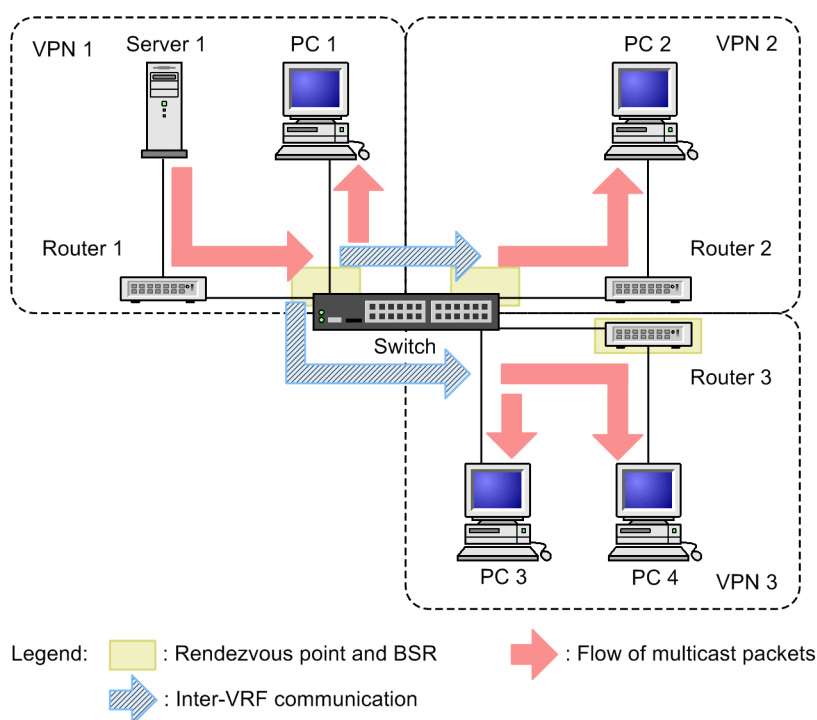 VPN 1
Server 1
PC 1
PC 2
VPN 2
Router 1
Router 2
Switch
Router 3
PC 3
PC 4
VPN 3
Legend:
: Rendezvous point and BSR
: Flow of multicast packets
: Inter-VRF communication